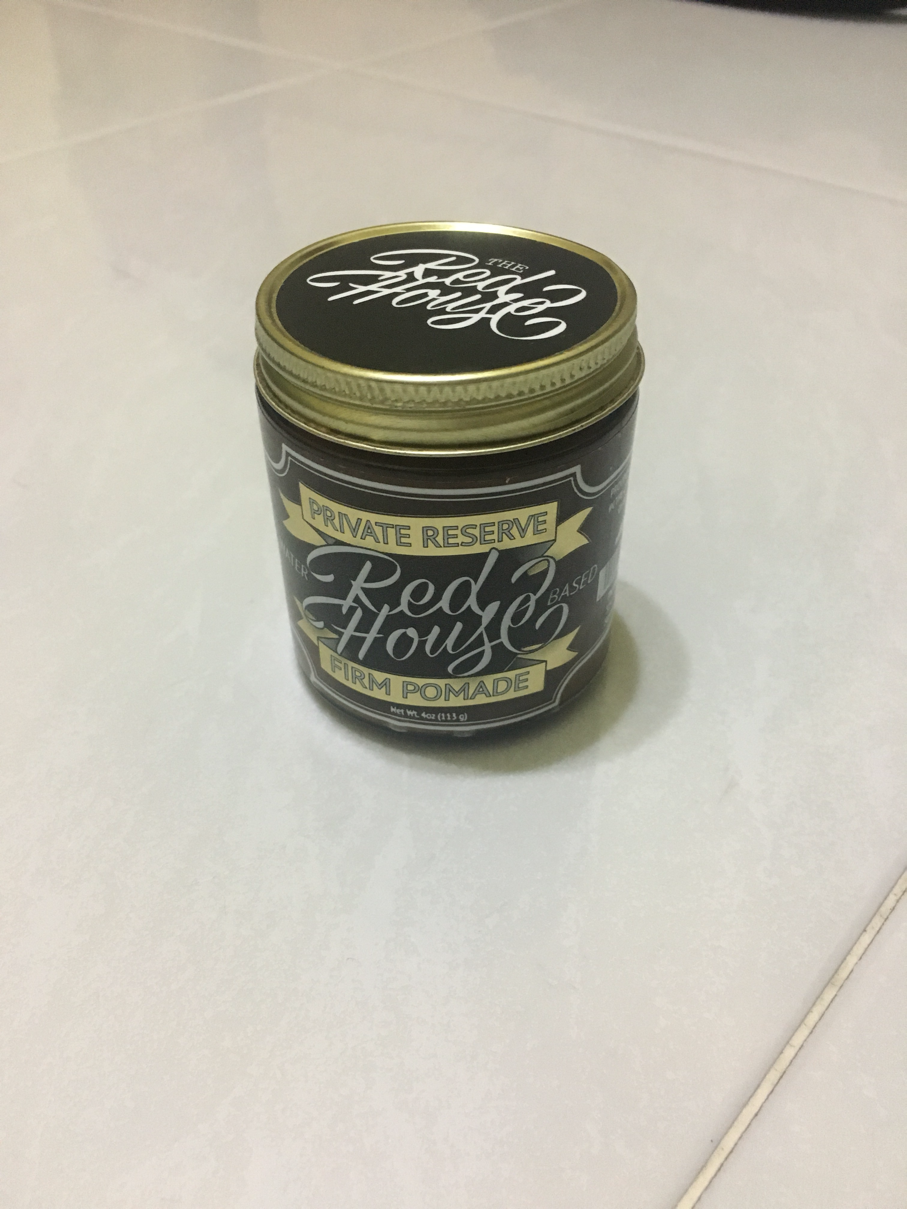 THE
Red
House
PRIVATE RESERVE
Red
House
BASED
FIRM POMADE
Net Wt. 4oz (113 g)